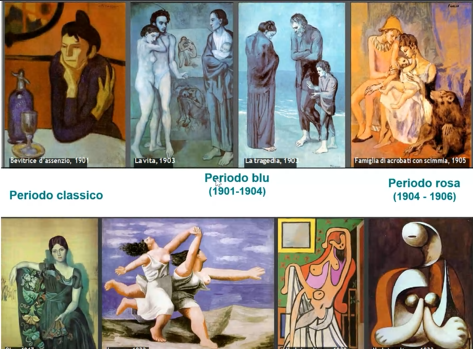 Bevitrice d'assenzio, 1901
La vita, 1903
La tragedia, 1903
Famiglia di acrobati con scimmia, 1905
Periodo classico
Periodo blu
(1901-1904)
Periodo rosa
(1904 - 1906)